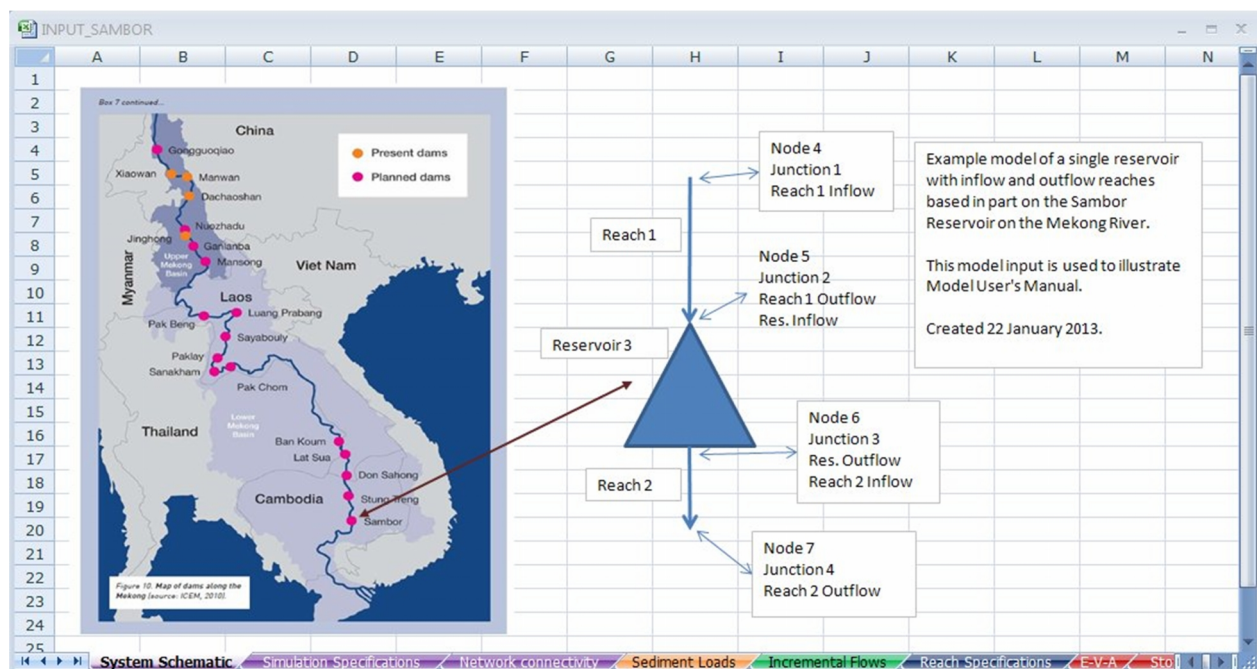 INPUT_SAMBOR
A B C D E F G H I J K L M N
1
2
3
4
5
6
7
8
9
10
11
12
13
14
15
16
17
18
19
20
21
22
23
24
25
Box 7 continued...
China
Gongguoqiao
Present dams
Planned dams
Xiaowan
Manwan
Dachaoshan
Nuozhadu
Jinghong
Ganlanba
Upper
Mekong
Basin
Mansong
Myanmar
Viet Nam
Laos
Luang Prabang
Pak Beng
Sayabouly
Paklay
Sanakham
Pak Chom
Lower
Mekong
Basin
Thailand
Ban Koum
Lat Sua
Don Sahong
Cambodia
Stung Treng
Sambor
Figure 10. Map of dams along the
Mekong (source: ICEM, 2010).
Node 4
Junction 1
Reach 1 Inflow
Reach 1
Node 5
Junction 2
Reach 1 Outflow
Res. Inflow
Reservoir 3
Node 6
Junction 3
Res. Outflow
Reach 2 Inflow
Reach 2
Node 7
Junction 4
Reach 2 Outflow
Example model of a single reservoir
with inflow and outflow reaches
based in part on the Sambor
Reservoir on the Mekong River.
This model input is used to illustrate
Model User's Manual.
Created 22 January 2013.
System Schematic Simulation Specifications Network connectivity Sediment Loads Incremental Flows Reach Specifications E-V-A Sto